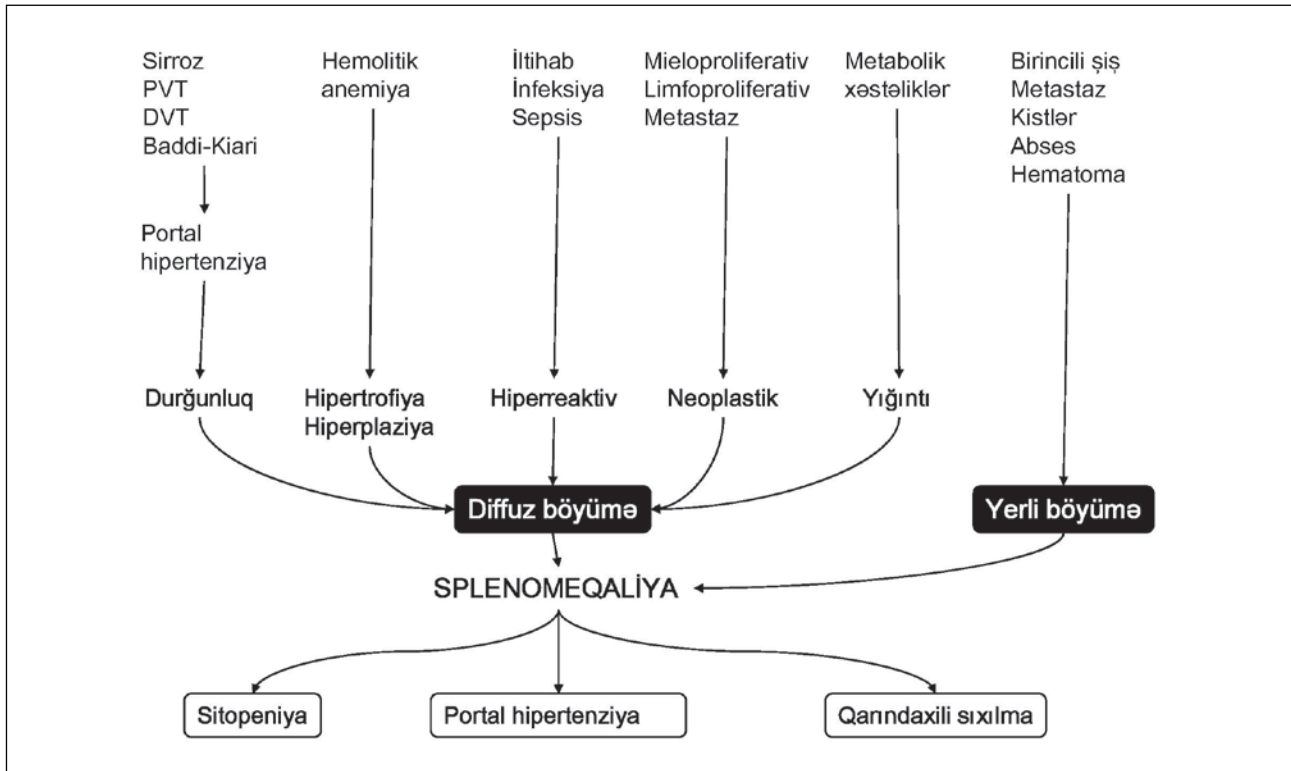 Sirroz
PVT
DVT
Baddi-Kiari
Portal
hipertenziya
Durğunluq
Hemolitik
anemiya
Hipertrofiya
Hiperplaziya
İltihab
İnfeksiya
Sepsis
Hiperreaktiv
Mieloproliferativ
Limfoproliferativ
Metastaz
Neoplastik
Metabolik
xəstəliklər
Yığıntı
Birincili şiş
Metastaz
Kistlər
Abses
Hematoma
Diffuz böyümə
Yerli böyümə
SPLENOMEQALİYA
Sitopeniya
Portal hipertenziya
Qarındaxili sıxılma